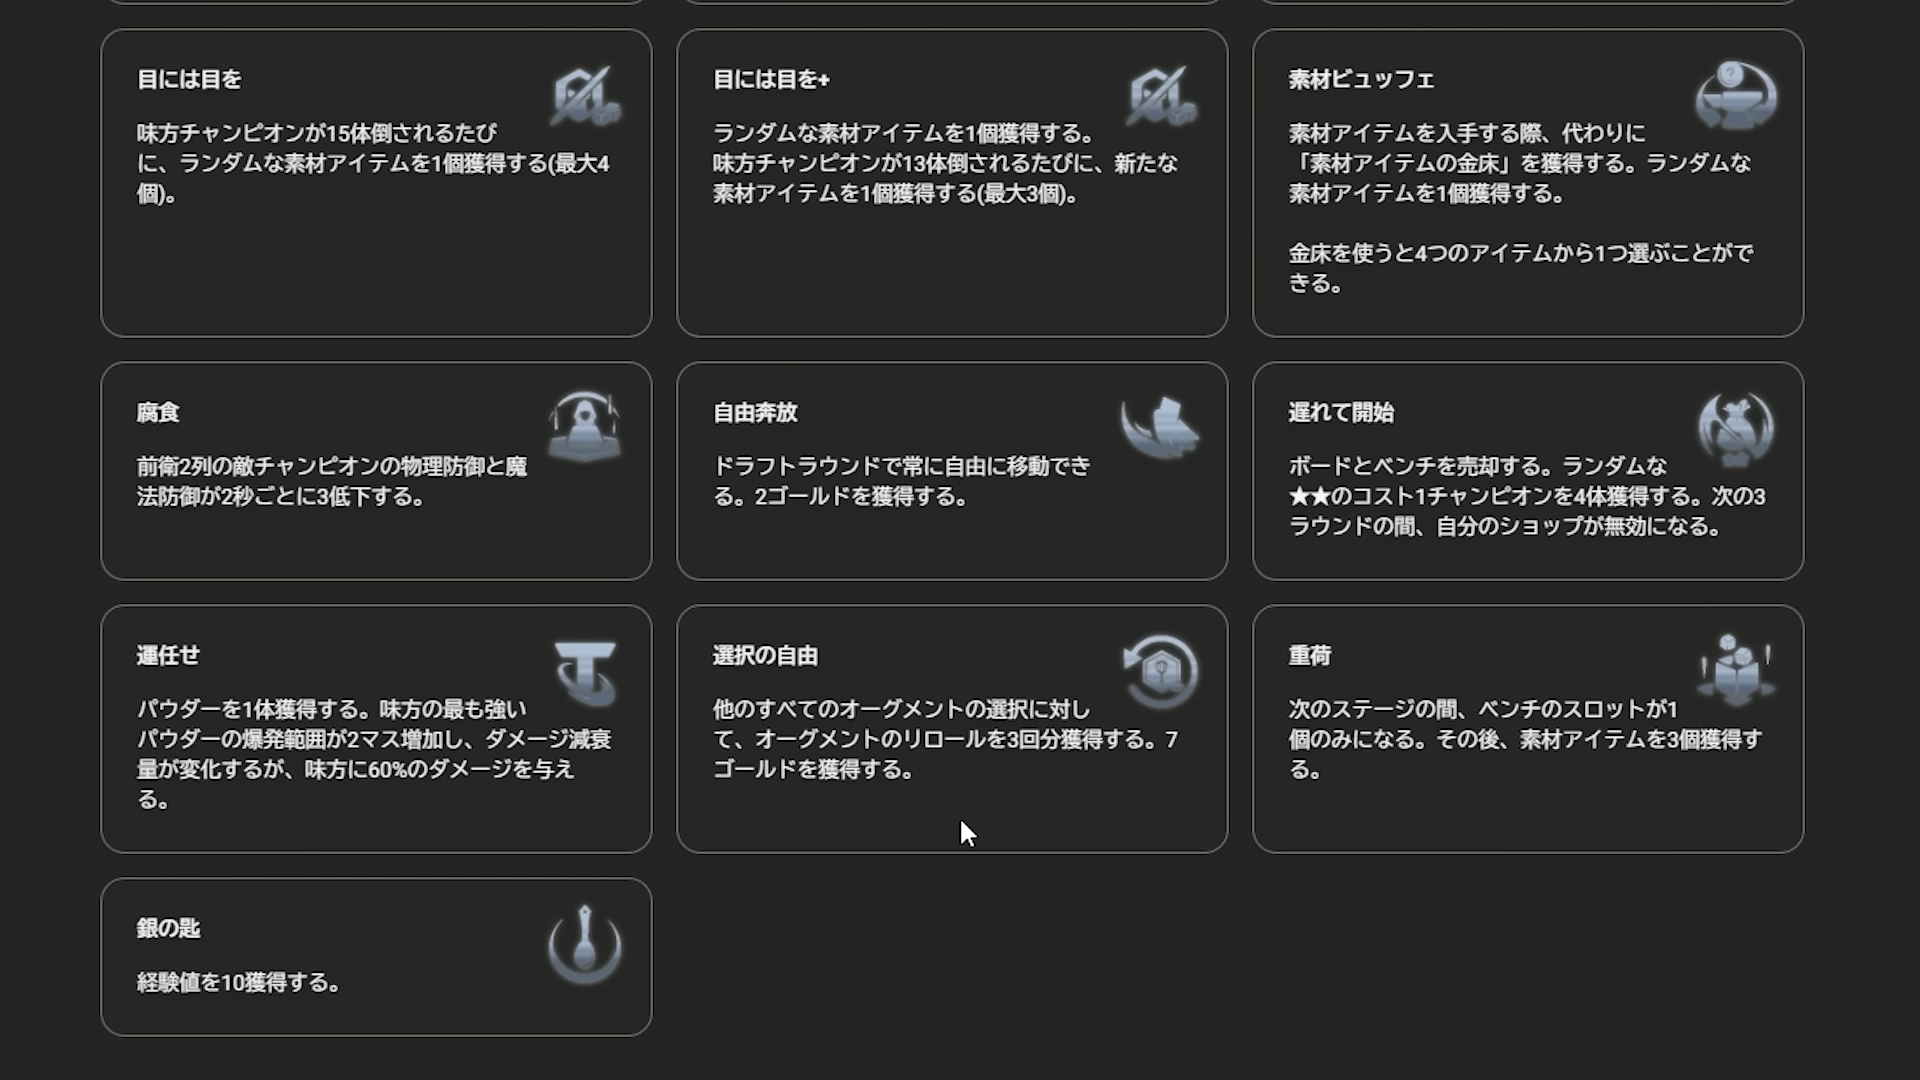 目には目を
味方チャンピオンが15体倒されるたび
に、ランダムな素材アイテムを1個獲得する(最大4
個)。
目には目を+
ランダムな素材アイテムを1個獲得する。
味方チャンピオンが13体倒されるたびに、新たな
素材アイテムを1個獲得する(最大3個)。
素材ビュッフェ
素材アイテムを入手する際、代わりに
「素材アイテムの金床」を獲得する。ランダムな
素材アイテムを1個獲得する。
金床を使うと4つのアイテムから1つ選ぶことがで
きる。
腐食
前衛2列の敵チャンピオンの物理防御と魔
法防御が2秒ごとに3低下する。
自由奔放
ドラフトラウンドで常に自由に移動でき
る。2ゴールドを獲得する。
遅れて開始
ボードとベンチを売却する。ランダムな
★★のコスト1チャンピオンを4体獲得する。次の3
ラウンドの間、自分のショップが無効になる。
運任せ
パウダーを1体獲得する。味方の最も強い
パウダーの爆発範囲が2マス増加し、ダメージ減衰
量が変化するが、味方に60%のダメージを与え
る。
選択の自由
他のすべてのオーグメントの選択に対し
て、オーグメントのリロールを3回分獲得する。7
ゴールドを獲得する。
重荷
次のステージの間、ベンチのスロットが1
個のみになる。その後、素材アイテムを3個獲得す
る。
銀の匙
経験値を10獲得する。